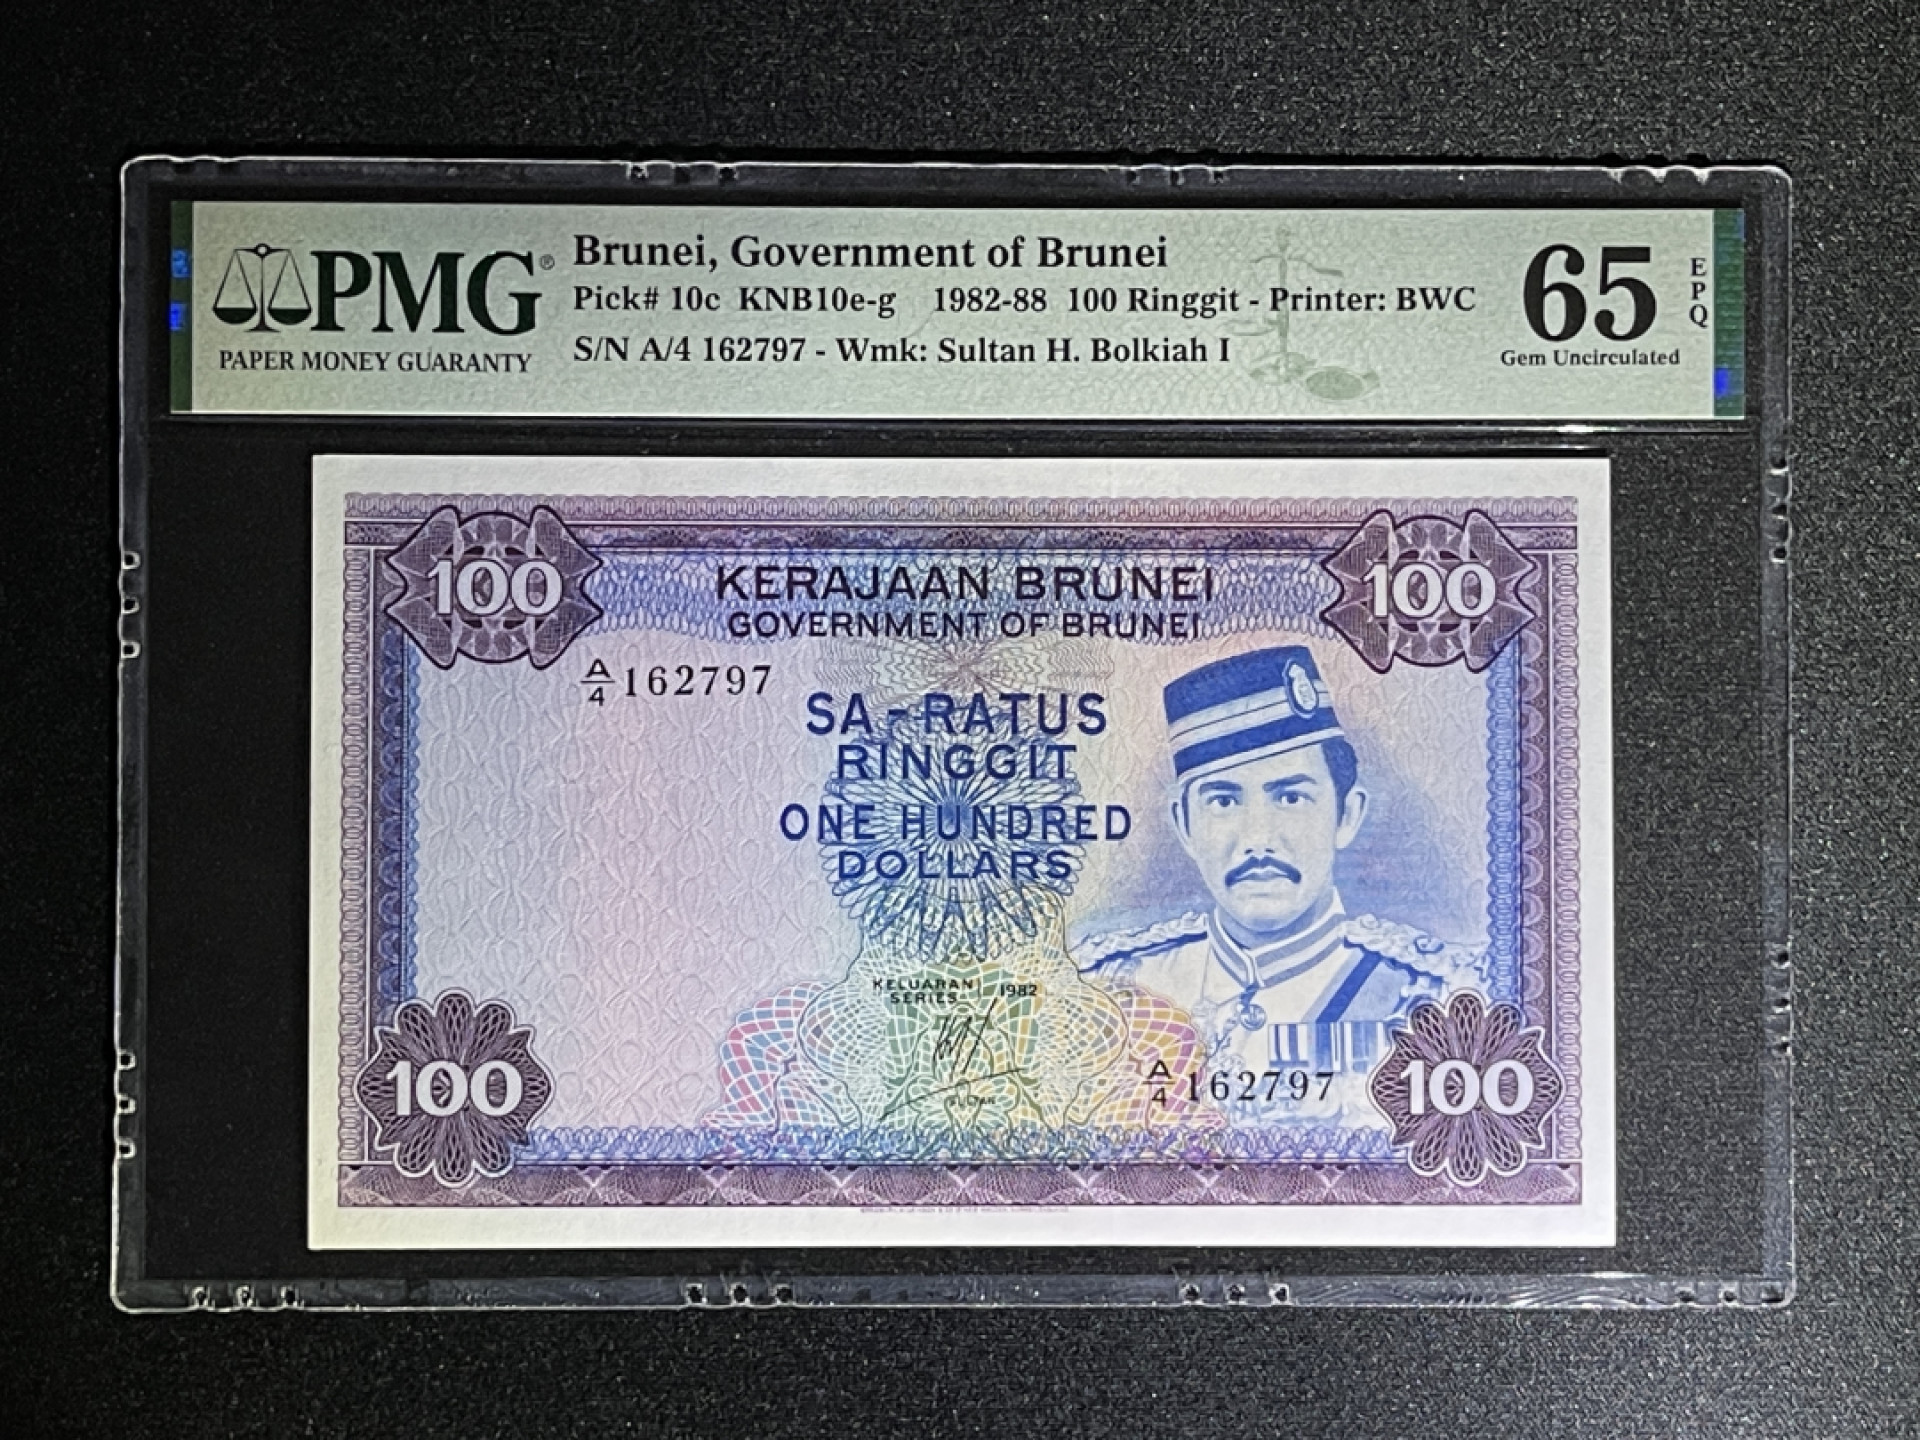 PMG®
PAPER MONEY GUARANTY
Brunei, Government of Brunei
Pick# 10c KNB10e-g 1982-88 100 Ringgit - Printer: BWC
S/N A/4 162797 - Wmk: Sultan H. Bolkiah I
65
EPQ
Gem Uncirculated
100
100
KERAJAAN BRUNEI
GOVERNMENT OF BRUNEI
A/4 162797
SA-RATUS
RINGGIT
ONE HUNDRED
DOLLARS
KELUARAN
SERIES 1982
SULTAN
A/4 162797
100
100